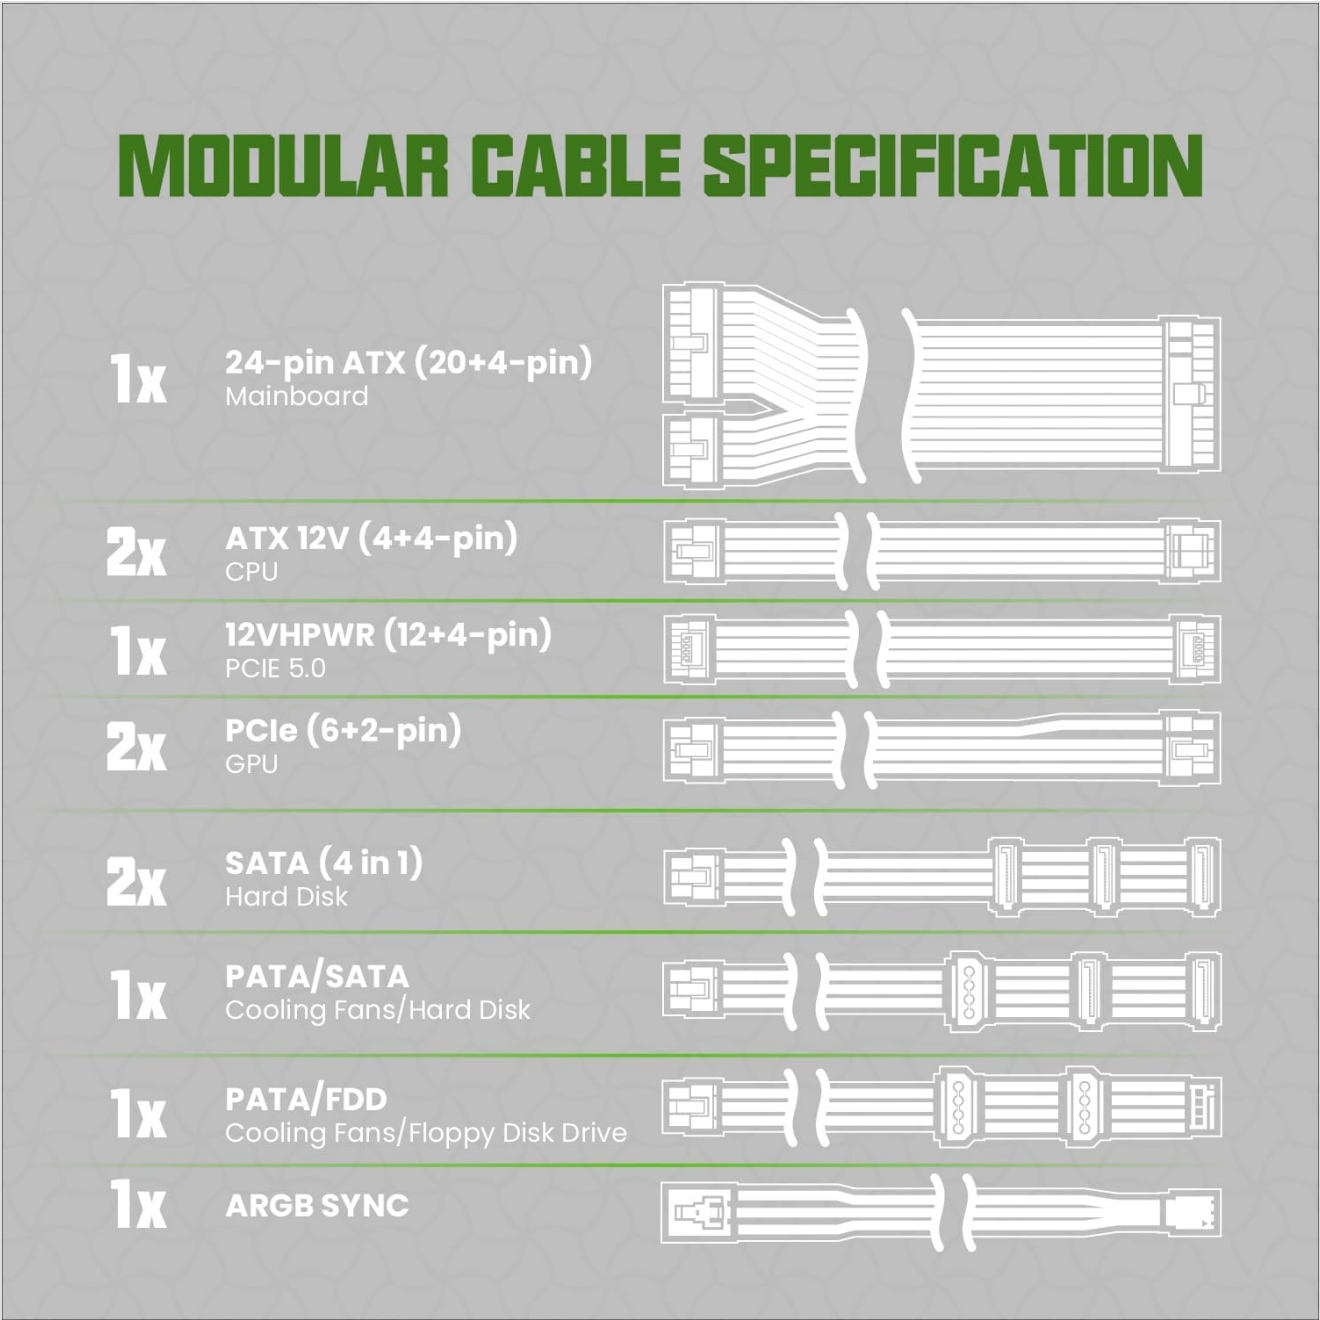 MODULAR CABLE SPECIFICATION
1x
24-pin ATX (20+4-pin)
Mainboard
2x
ATX 12V (4+4-pin)
CPU
1x
12VHPWR (12+4-pin)
PCIE 5.0
2x
PCIe (6+2-pin)
GPU
2x
SATA (4 in 1)
Hard Disk
1x
PATA/SATA
Cooling Fans/Hard Disk
1x
PATA/FDD
Cooling Fans/Floppy Disk Drive
1x
ARGB SYNC